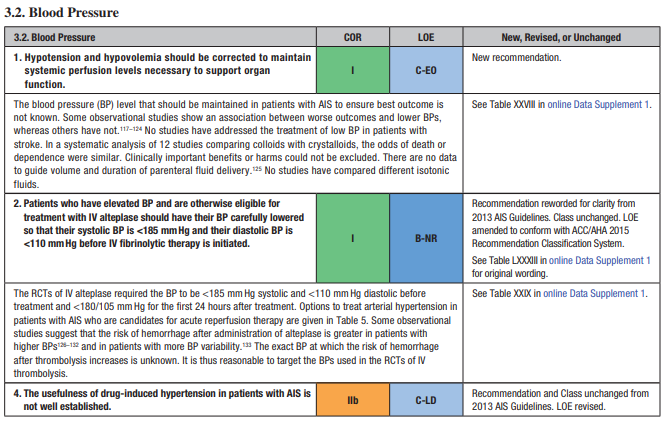 3.2. Blood Pressure
3.2. Blood Pressure COR LOE New, Revised, or Unchanged
1. Hypotension and hypovolemia should be corrected to maintain
systemic perfusion levels necessary to support organ
function.
I
C-EO
New recommendation.
The blood pressure (BP) level that should be maintained in patients with AIS to ensure best outcome is
not known. Some observational studies show an association between worse outcomes and lower BPs,
whereas others have not.117–124 No studies have addressed the treatment of low BP in patients with
stroke. In a systematic analysis of 12 studies comparing colloids with crystalloids, the odds of death or
dependence were similar. Clinically important benefits or harms could not be excluded. There are no data
to guide volume and duration of parenteral fluid delivery.125 No studies have compared different isotonic
fluids.
See Table XXVIII in online Data Supplement 1.
2. Patients who have elevated BP and are otherwise eligible for
treatment with IV alteplase should have their BP carefully lowered
so that their systolic BP is <185 mm Hg and their diastolic BP is
<110 mm Hg before IV fibrinolytic therapy is initiated.
I
B-NR
Recommendation reworded for clarity from
2013 AIS Guidelines. Class unchanged. LOE
amended to conform with ACC/AHA 2015
Recommendation Classification System.
See Table LXXXIII in online Data Supplement 1
for original wording.
The RCTs of IV alteplase required the BP to be <185 mm Hg systolic and <110 mm Hg diastolic before
treatment and <180/105 mm Hg for the first 24 hours after treatment. Options to treat arterial hypertension in
patients with AIS who are candidates for acute reperfusion therapy are given in Table 5. Some observational
studies suggest that the risk of hemorrhage after administration of alteplase is greater in patients with
higher BPs126–132 and in patients with more BP variability.133 The exact BP at which the risk of hemorrhage
after thrombolysis increases is unknown. It is thus reasonable to target the BPs used in the RCTs of IV
thrombolysis.
See Table XXIX in online Data Supplement 1.
4. The usefulness of drug-induced hypertension in patients with AIS is
not well established.
IIb
C-LD
Recommendation and Class unchanged from
2013 AIS Guidelines. LOE revised.